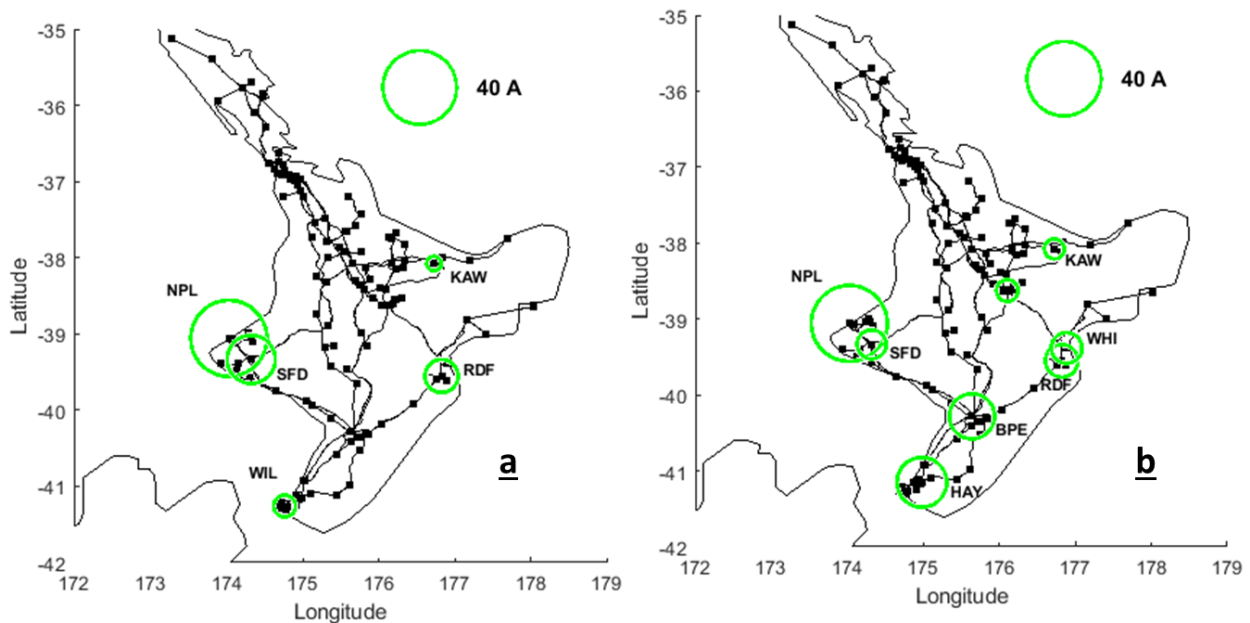 -35
-36
-37
-38
-39
-40
-41
-42
Latitude
172
173
174
175
176
177
178
179
Longitude
40 A
KAW
NPL
SFD
RDF
WIL
a
-35
-36
-37
-38
-39
-40
-41
-42
Latitude
172
173
174
175
176
177
178
179
Longitude
40 A
KAW
NPL
SFD
WHI
RDF
BPE
HAY
b